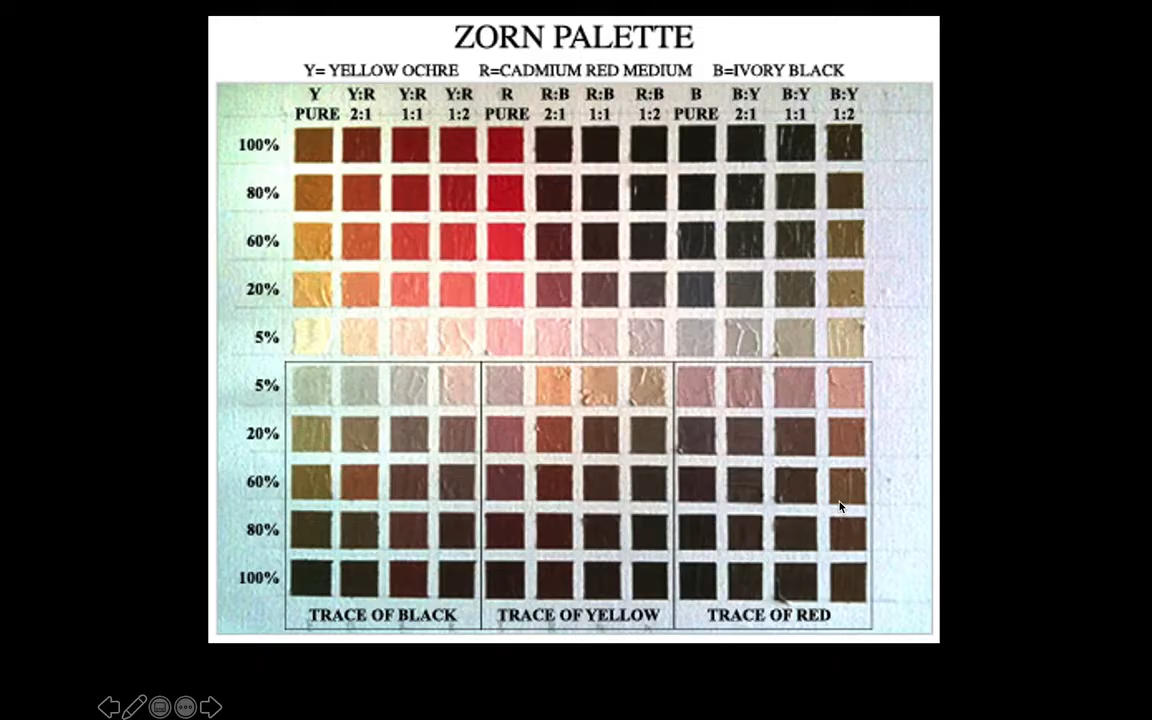 ZORN PALETTE
Y= YELLOW OCHRE R=CADMIUM RED MEDIUM B=IVORY BLACK
Y Y:R Y:R Y:R R R:B R:B R:B B B:Y B:Y B:Y
PURE 2:1 1:1 1:2 PURE 2:1 1:1 1:2 PURE 2:1 1:1 1:2
100%
80%
60%
20%
5%
5%
20%
60%
80%
100%
TRACE OF BLACK TRACE OF YELLOW TRACE OF RED